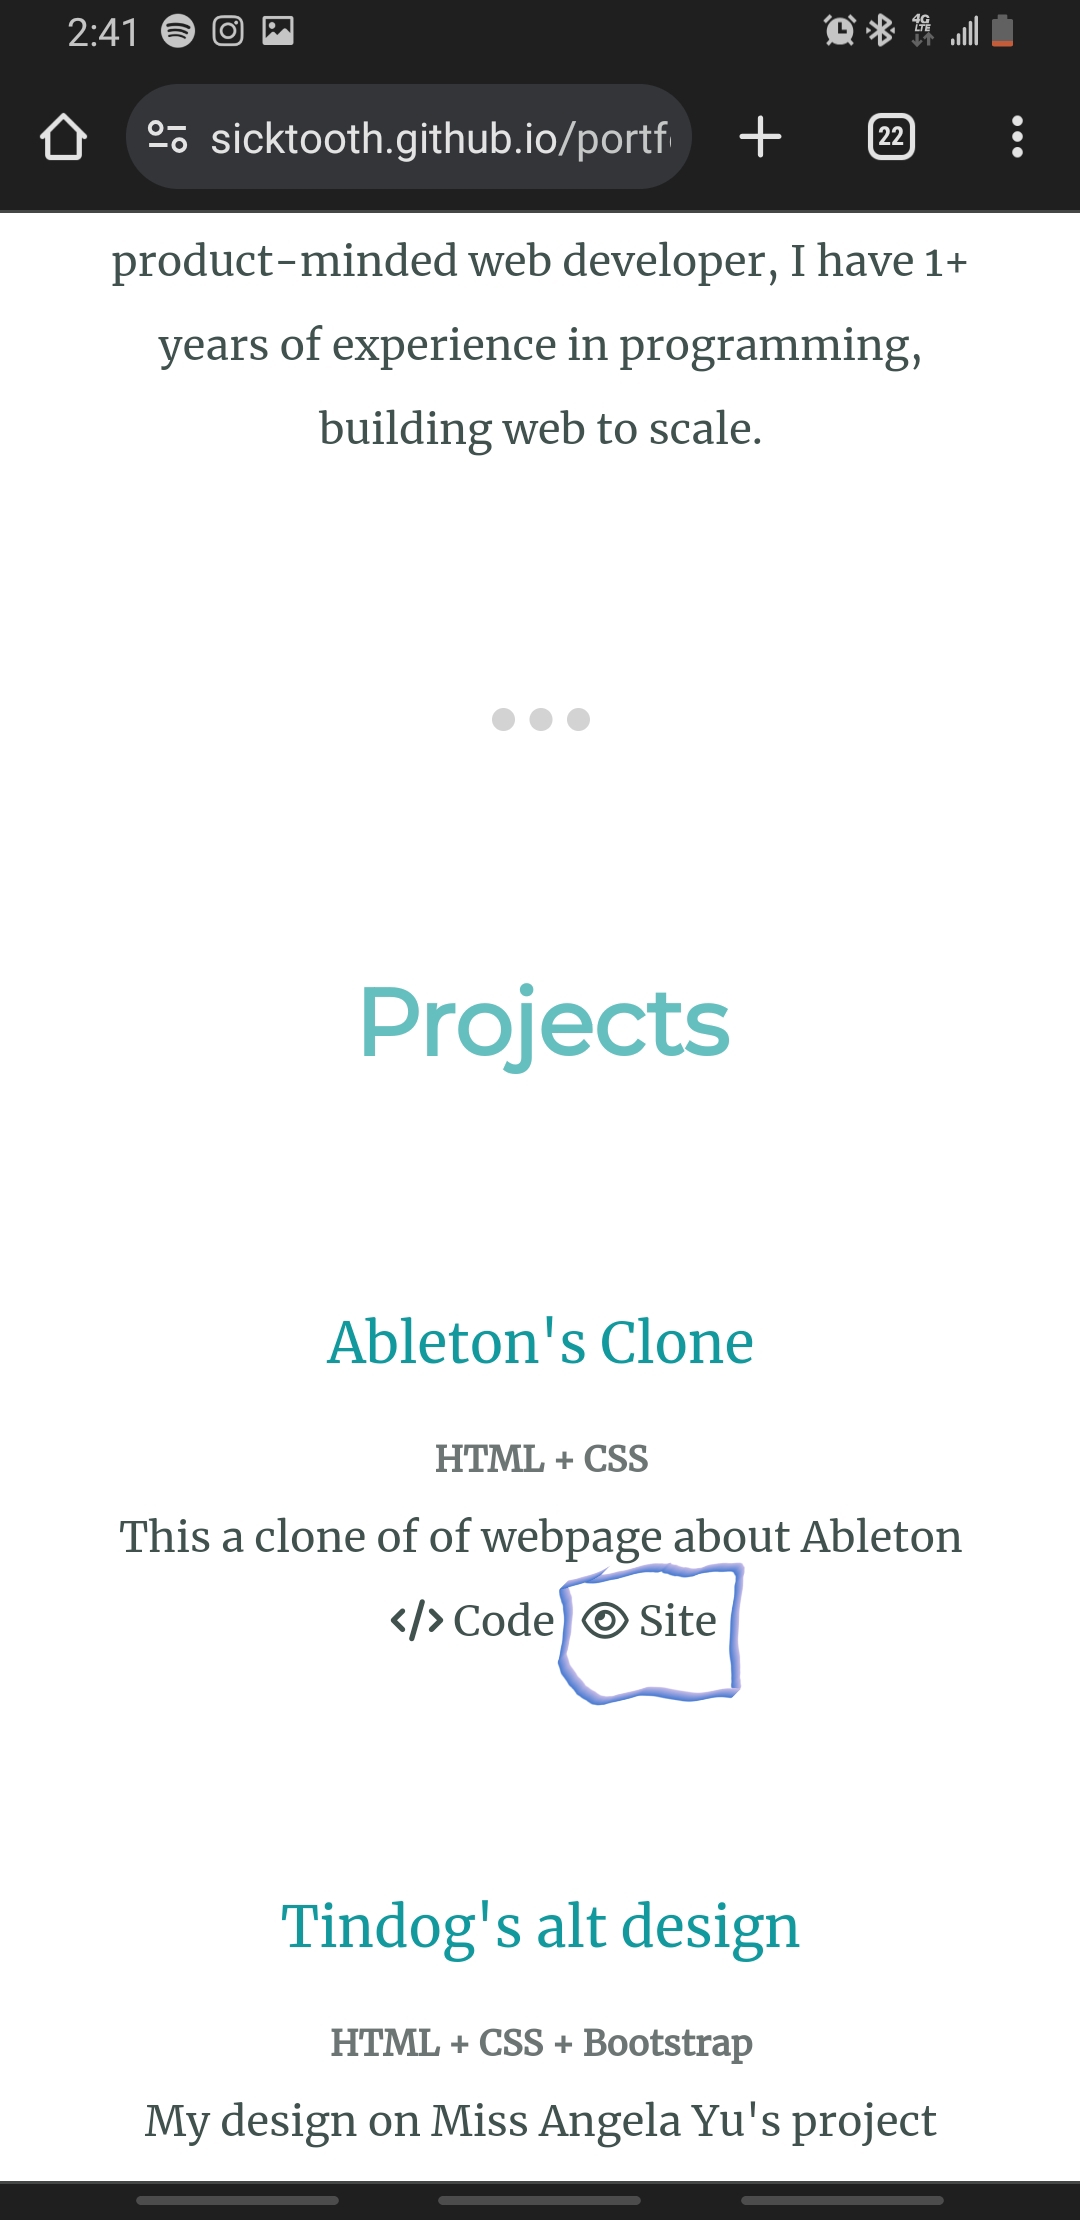 2:41
4G
LTE
sicktooth.github.io/portf
22
product-minded web developer, I have 1+
years of experience in programming,
building web to scale.
Projects
Ableton's Clone
HTML + CSS
This a clone of of webpage about Ableton
</> Code Site
Tindog's alt design
HTML + CSS + Bootstrap
My design on Miss Angela Yu's project